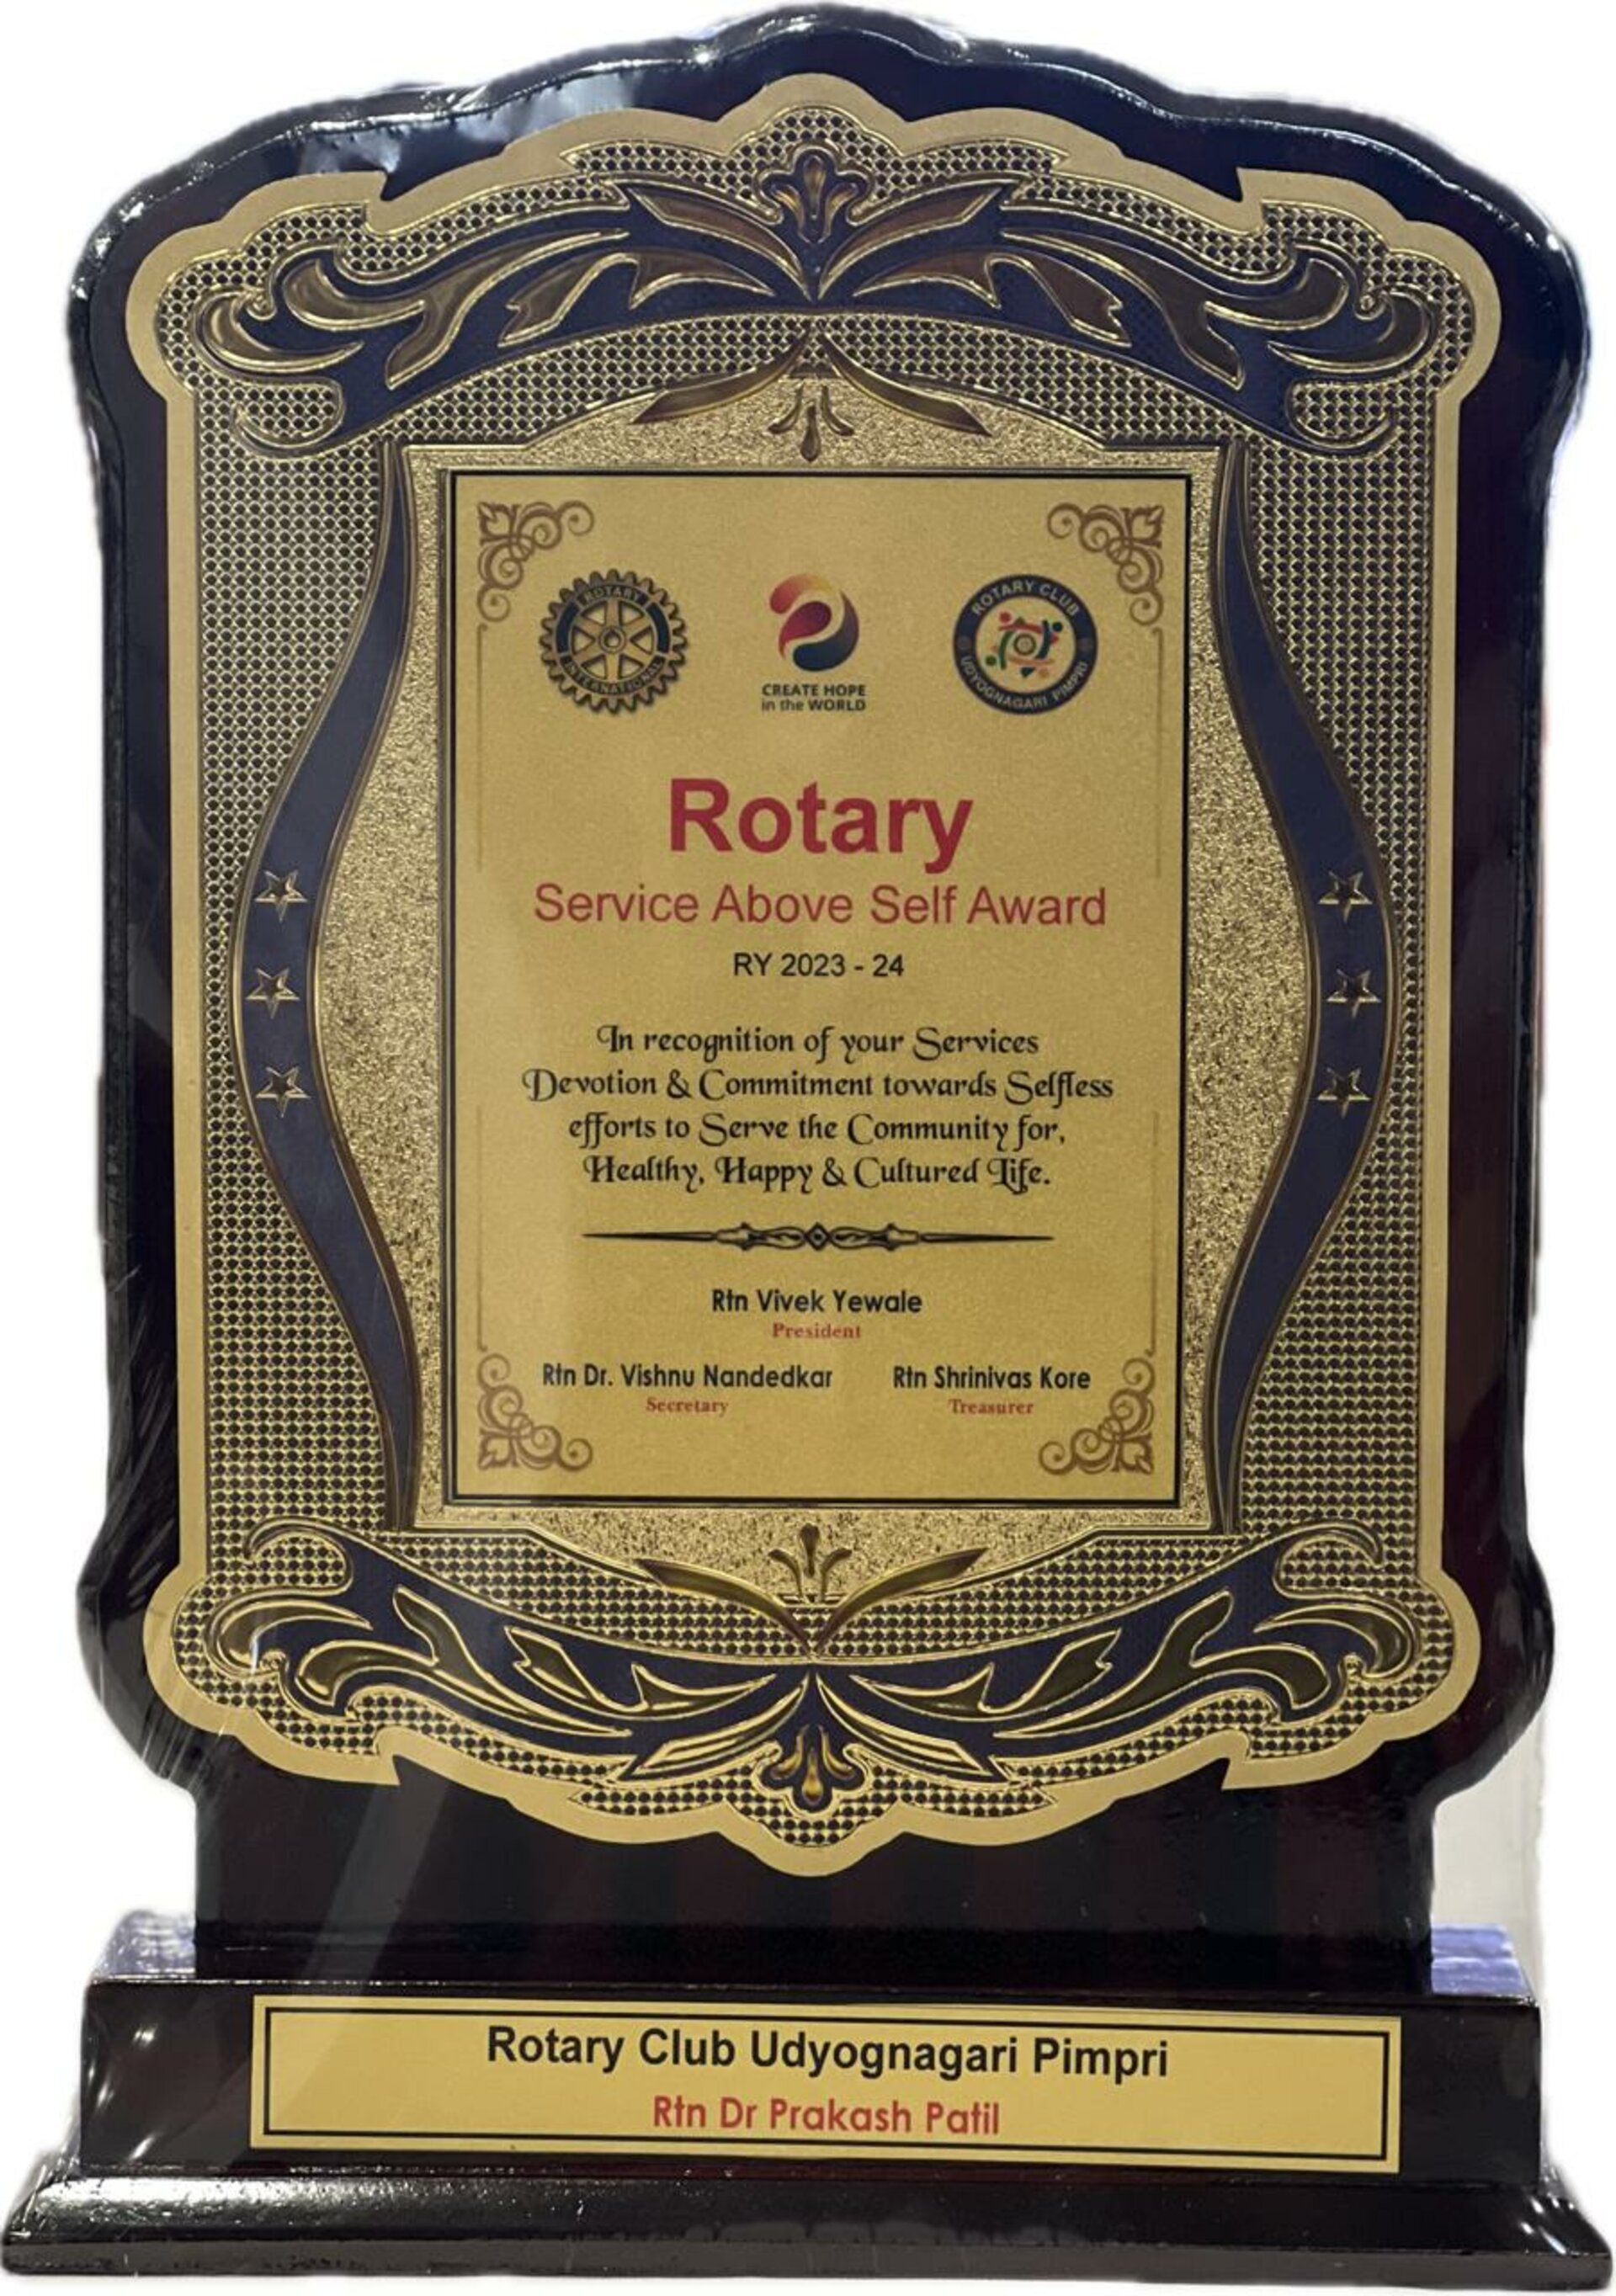 ROTARY
INTERNATIONAL
CREATE HOPE
in the WORLD
ROTARY CLUB
UDYOGNAGARI PIMPRI
Rotary
Service Above Self Award
RY 2023 - 24
In recognition of your Services
Devotion & Commitment towards Selfless
efforts to Serve the Community for,
Healthy, Happy & Cultured Life.
Rtn Vivek Yewale
President
Rtn Dr. Vishnu Nandedkar Rtn Shrinivas Kore
Secretary Treasurer
Rotary Club Udyognagari Pimpri
Rtn Dr Prakash Patil